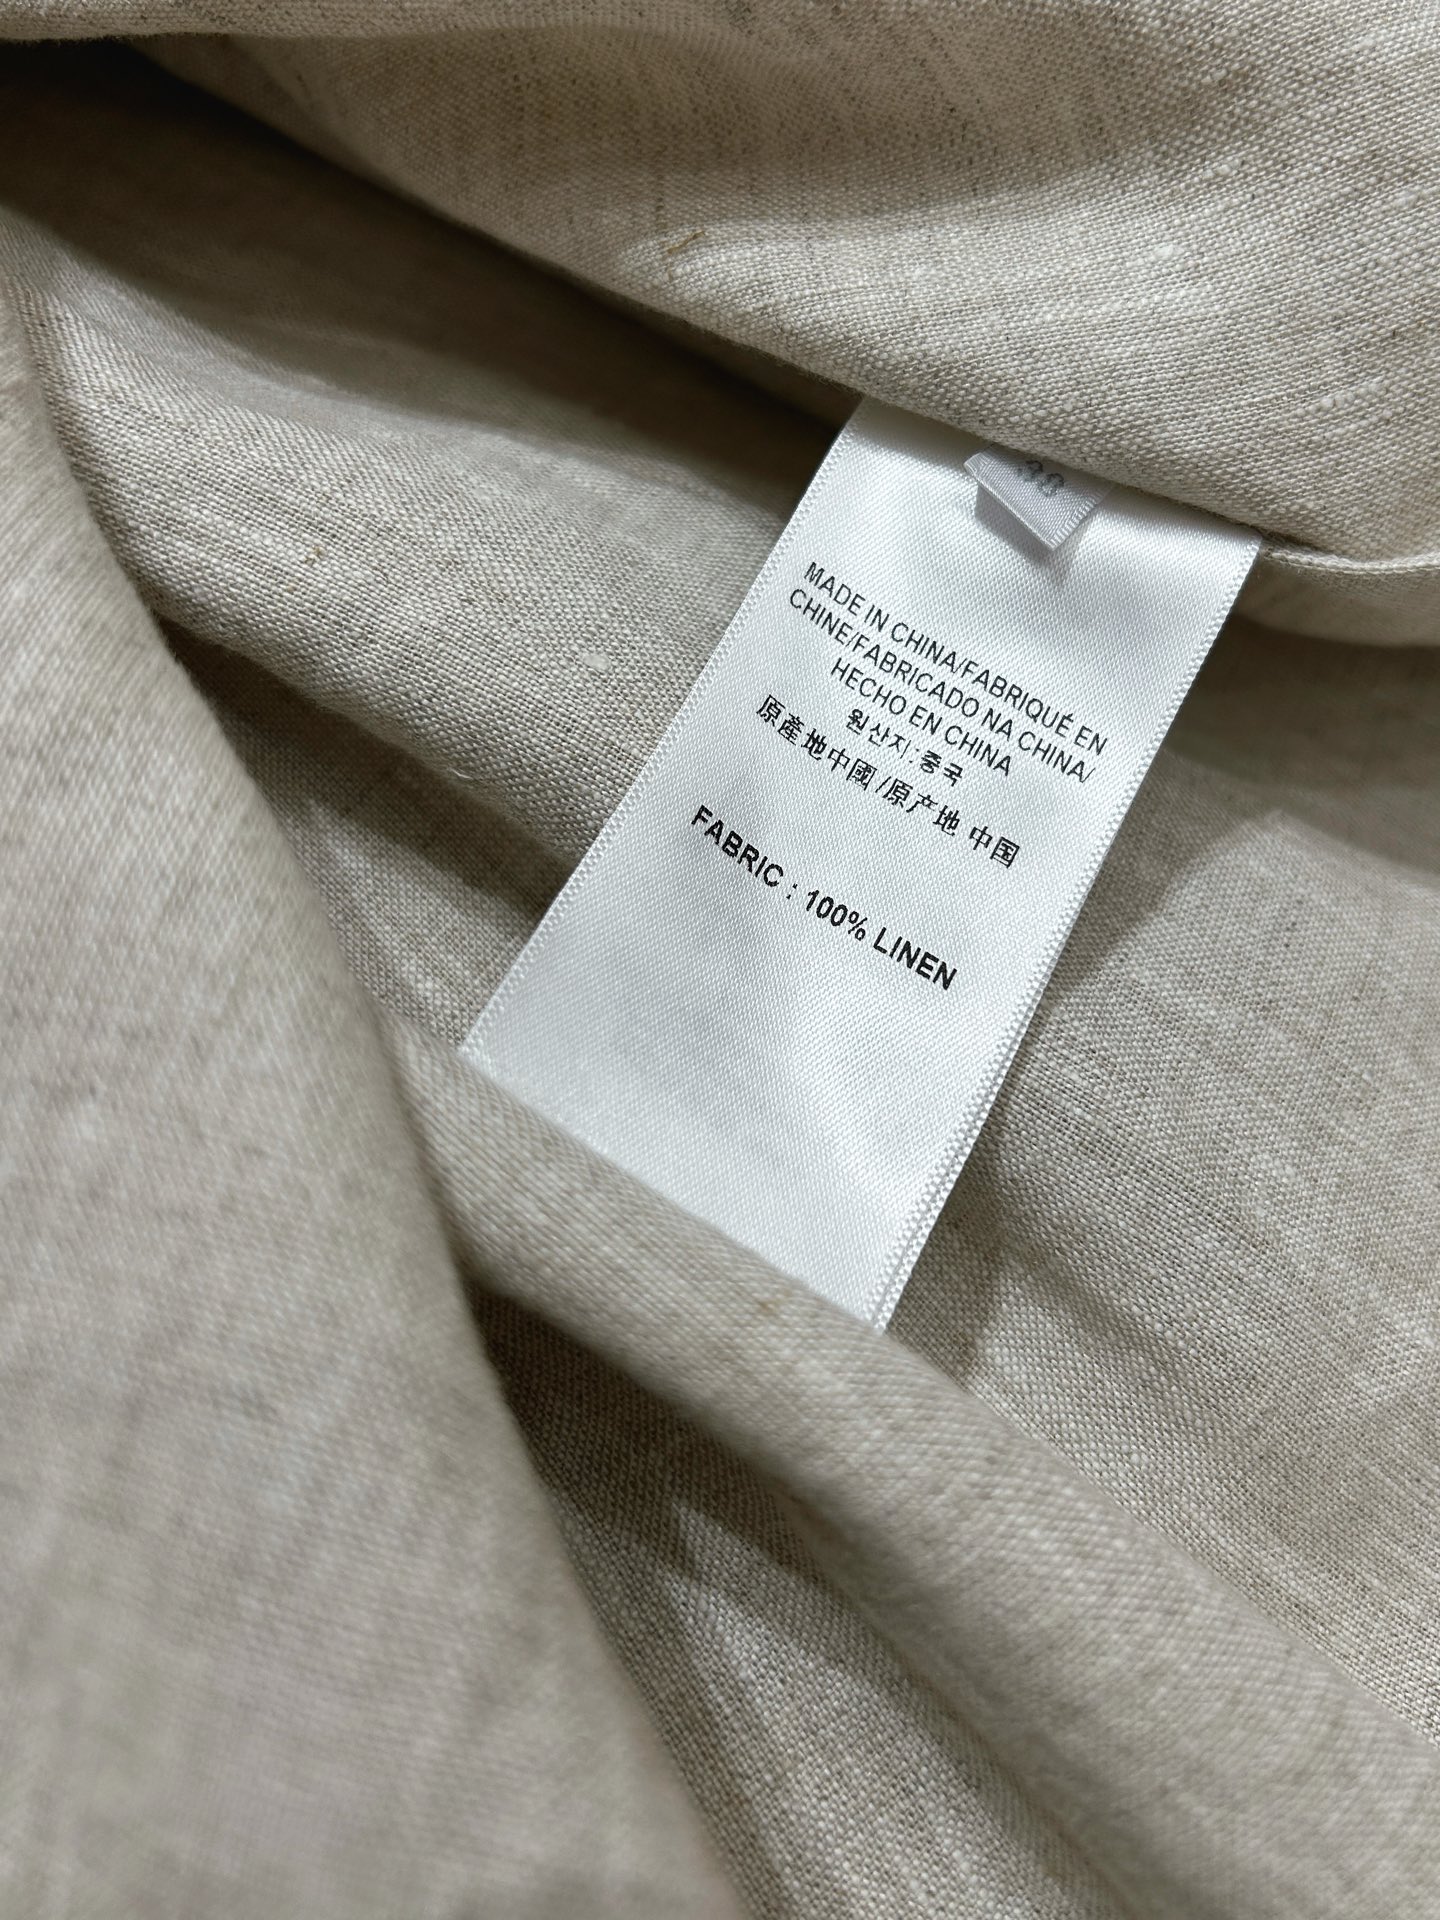 MADE IN CHINA/FABRIQUÉ EN
CHINE/FABRICADO NA CHINA/
HECHO EN CHINA
원산지: 중국
原產地中國/原产地 中国
FABRIC : 100% LINEN